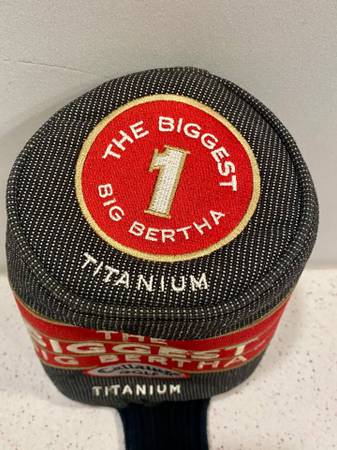 THE BIGGEST
1
BIG BERTHA
TITANIUM
THE
BIGGEST
BIG BERTHA
Callaway
GOLF
TITANIUM